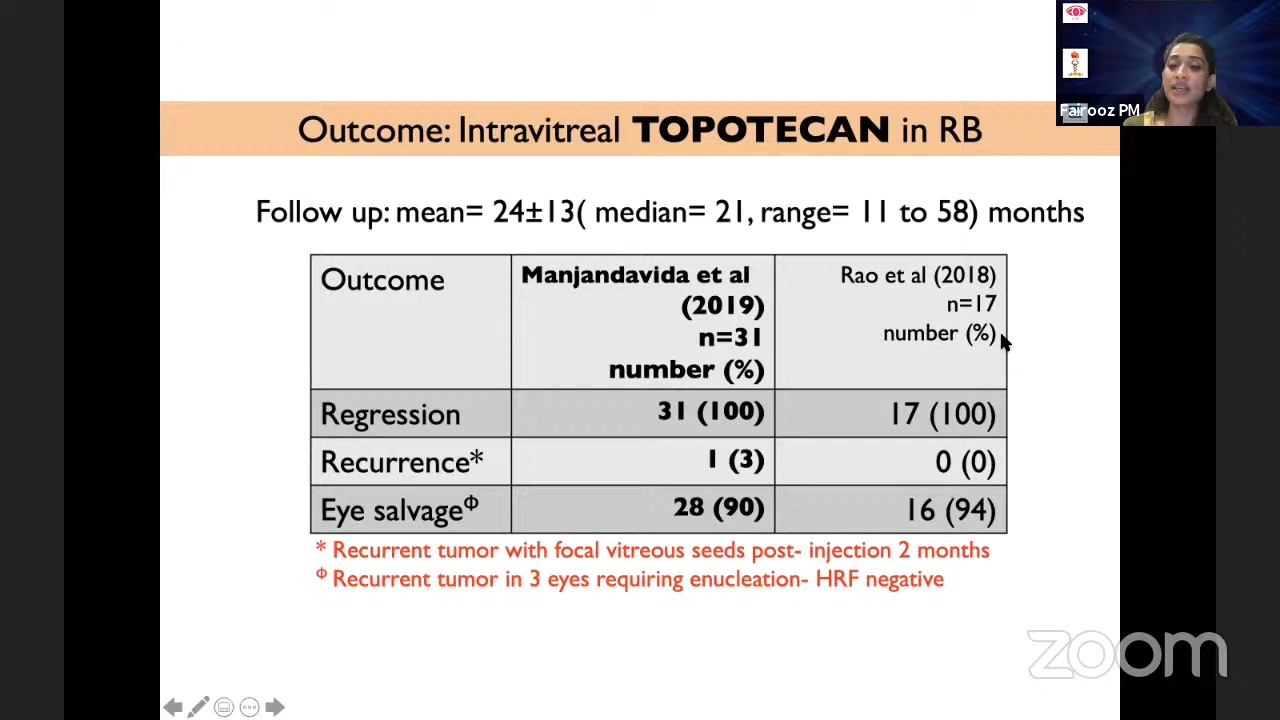 Fairooz PM
Outcome: Intravitreal TOPOTECAN in RB
Follow up: mean= 24±13( median= 21, range= 11 to 58) months
Outcome
Manjandavida et al
(2019)
n=31
number (%)
Rao et al (2018)
n=17
number (%)
Regression
31 (100)
17 (100)
Recurrence*
1 (3)
0 (0)
Eye salvageΦ
28 (90)
16 (94)
* Recurrent tumor with focal vitreous seeds post- injection 2 months
Φ Recurrent tumor in 3 eyes requiring enucleation- HRF negative
zoom